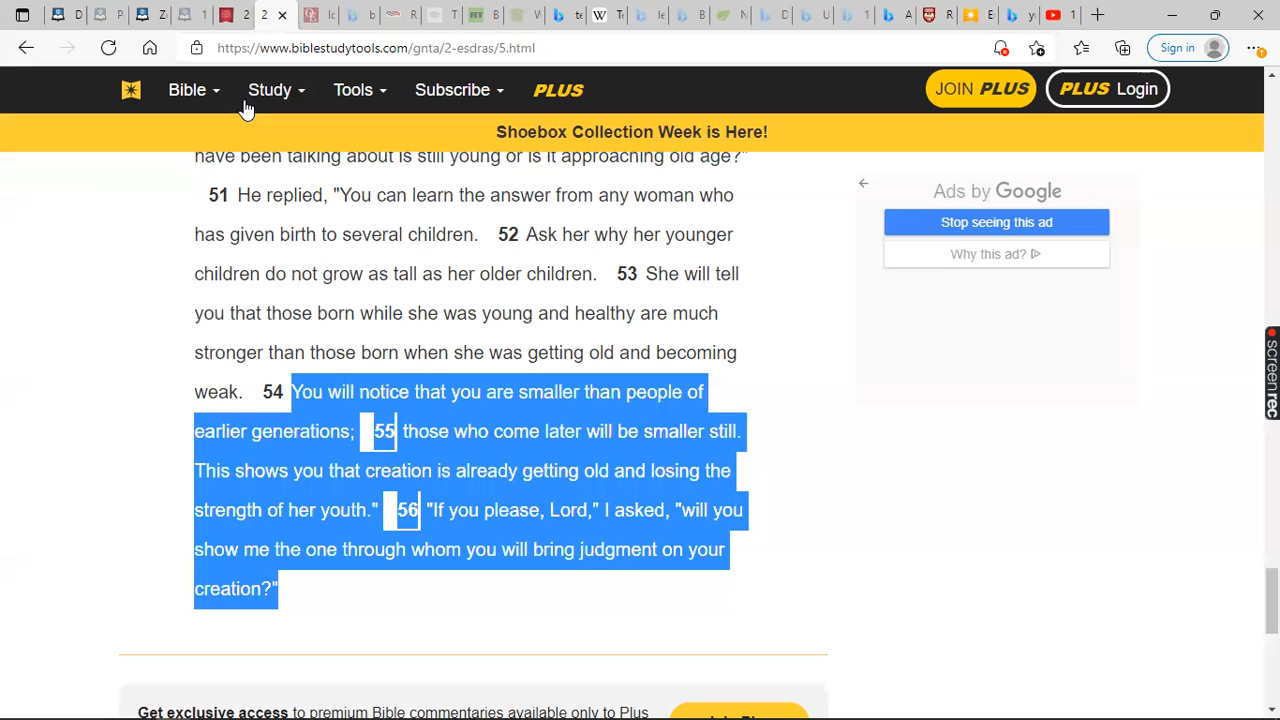 D
P
Z
1
2
2
Ic
b
R
T
RT
B
W
te
W
T
le
B
N
D
U
1
A
R
E
y
1
https://www.biblestudytools.com/gnta/2-esdras/5.html
Sign in
Bible
Study
Tools
Subscribe
PLUS
JOIN PLUS
PLUS Login
Shoebox Collection Week is Here!
have been talking about is still young or is it approaching old age?"
51 He replied, "You can learn the answer from any woman who
has given birth to several children. 52 Ask her why her younger
children do not grow as tall as her older children. 53 She will tell
you that those born while she was young and healthy are much
stronger than those born when she was getting old and becoming
weak. 54 You will notice that you are smaller than people of
earlier generations; 55 those who come later will be smaller still.
This shows you that creation is already getting old and losing the
strength of her youth." 56 "If you please, Lord," I asked, "will you
show me the one through whom you will bring judgment on your
creation?"
Ads by Google
Stop seeing this ad
Why this ad?
screenrec
Get exclusive access to premium Bible commentaries available only to Plus